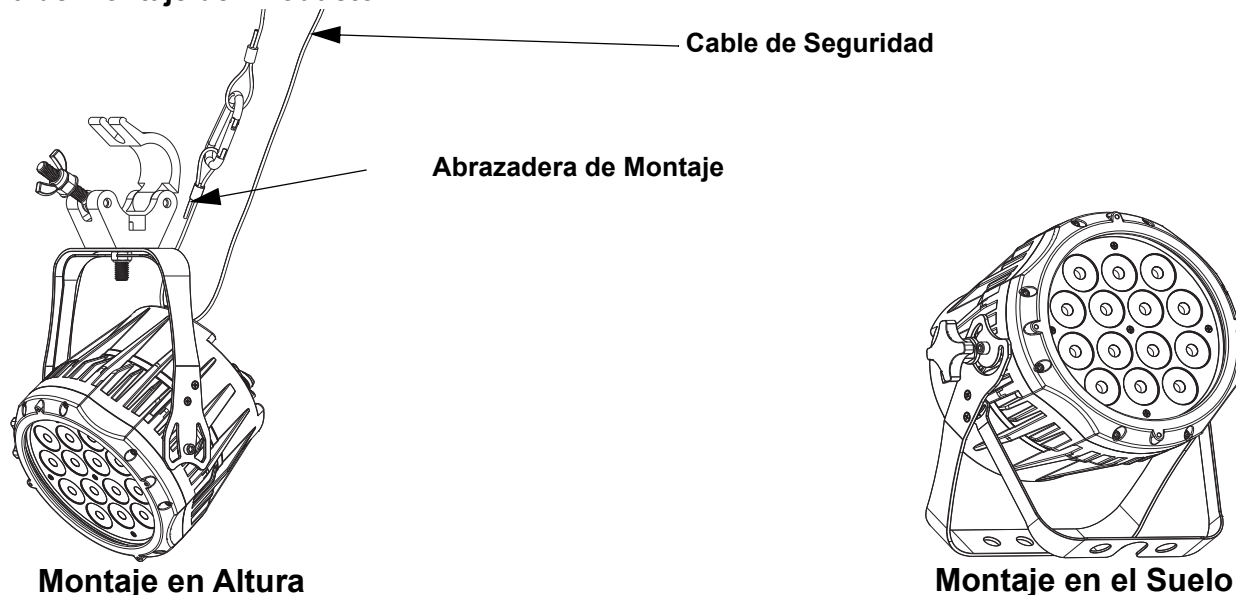 Cable de Seguridad
Abrazadera de Montaje
Montaje en Altura
Montaje en el Suelo